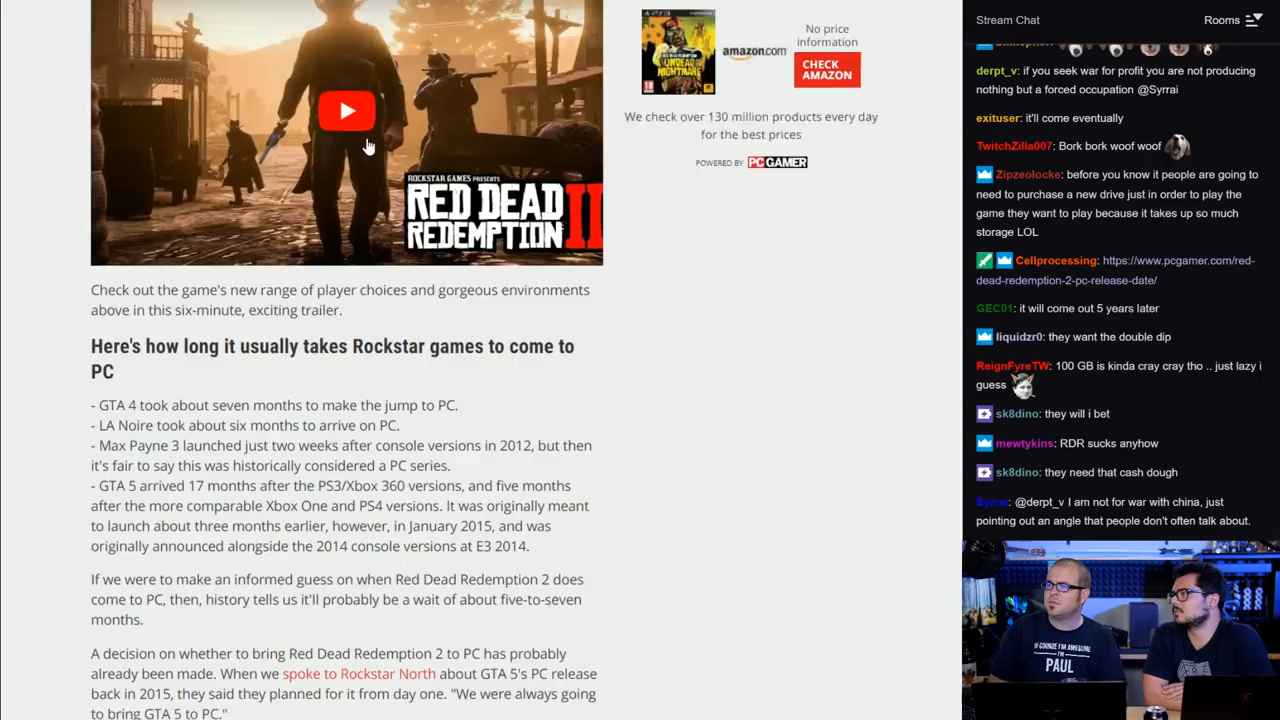 ROCKSTAR GAMES PRESENTS
RED DEAD
REDEMPTION II
Check out the game's new range of player choices and gorgeous environments
above in this six-minute, exciting trailer.
Here's how long it usually takes Rockstar games to come to
PC
- GTA 4 took about seven months to make the jump to PC.
- LA Noire took about six months to arrive on PC.
- Max Payne 3 launched just two weeks after console versions in 2012, but then
it's fair to say this was historically considered a PC series.
- GTA 5 arrived 17 months after the PS3/Xbox 360 versions, and five months
after the more comparable Xbox One and PS4 versions. It was originally meant
to launch about three months earlier, however, in January 2015, and was
originally announced alongside the 2014 console versions at E3 2014.
If we were to make an informed guess on when Red Dead Redemption 2 does
come to PC, then, history tells us it'll probably be a wait of about five-to-seven
months.
A decision on whether to bring Red Dead Redemption 2 to PC has probably
already been made. When we spoke to Rockstar North about GTA 5's PC release
back in 2015, they said they planned for it from day one. "We were always going
to bring GTA 5 to PC."
UNDEAD
NIGHTMARE
18
amazon.com
No price
information
CHECK
AMAZON
We check over 130 million products every day
for the best prices
POWERED BY PC GAMER
Stream Chat
Rooms
derpt_v: if you seek war for profit you are not producing
nothing but a forced occupation @Syrrai
exituser: it'll come eventually
TwitchZilla007: Bork bork woof woof
Zipzeolocke: before you know it people are going to
need to purchase a new drive just in order to play the
game they want to play because it takes up so much
storage LOL
Cellprocessing: https://www.pcgamer.com/red-
dead-redemption-2-pc-release-date/
GEC01: it will come out 5 years later
liquidzr0: they want the double dip
ReignFyreTW: 100 GB is kinda cray cray tho .. just lazy i
guess
sk8dino: they will i bet
mewtykins: RDR sucks anyhow
sk8dino: they need that cash dough
Syrrai: @derpt_v I am not for war with china, just
pointing out an angle that people don't often talk about.
OF COURSE I'M AWESOME
I'M
PAUL